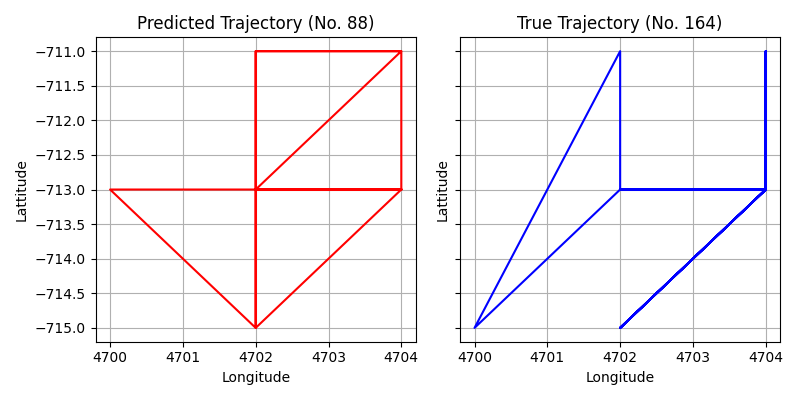 Predicted Trajectory (No. 88)
True Trajectory (No. 164)
Lattitude
−711.0
−711.5
−712.0
−712.5
−713.0
−713.5
−714.0
−714.5
−715.0
4700 4701 4702 4703 4704
Longitude
Lattitude
4700 4701 4702 4703 4704
Longitude